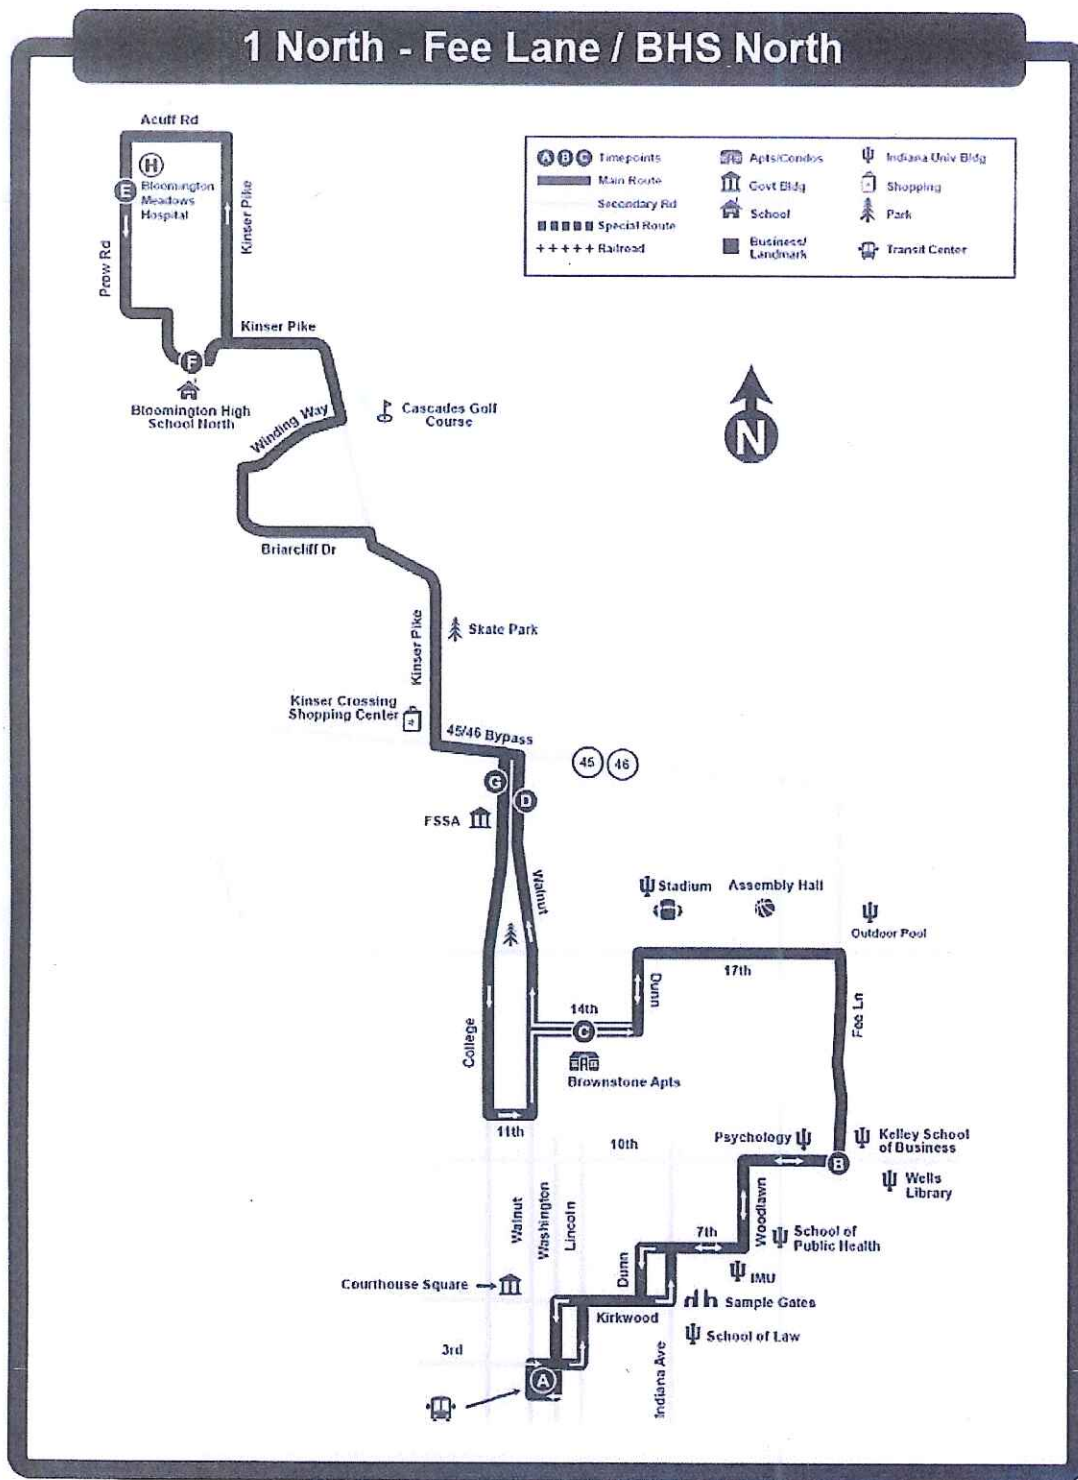 1 North - Fee Lane / BHS North
Acuff Rd
H
Bloomington
Meadows
Hospital
E
Prow Rd
Kinser Pike
A B C Timepoints
Main Route
Secondary Rd
Special Route
Railroad
Apts/Condos
Govt Bldg
School
Business/
Landmark
Indiana Univ Bldg
Shopping
Park
Transit Center
Kinser Pike
F
Bloomington High
School North
Winding Way
Cascades Golf
Course
N
Briarcliff Dr
Kinser Pike
Skate Park
Kinser Crossing
Shopping Center
45/46 Bypass
45 46
G
D
FSSA
Walnut
Stadium
Assembly Hall
Outdoor Pool
17th
Dunn
14th
C
Brownstone Apts
College
Fee Ln
11th
10th
Psychology
Kelley School
of Business
B
Wells
Library
Walnut
Washington
Lincoln
Woodlawn
7th
School of
Public Health
Dunn
IMU
Courthouse Square
Sample Gates
Kirkwood
School of Law
3rd
Indiana Ave
A